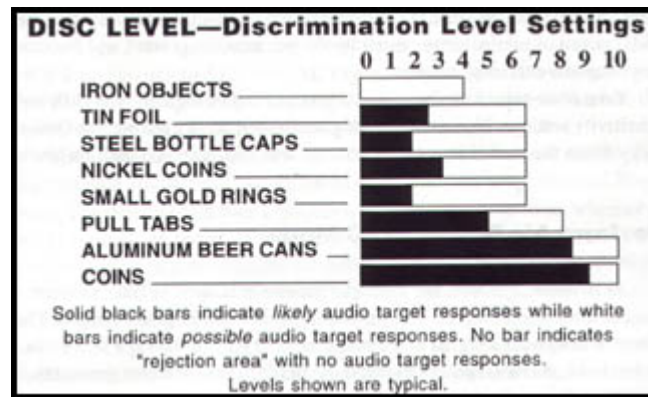 DISC LEVEL—Discrimination Level Settings
0 1 2 3 4 5 6 7 8 9 10
IRON OBJECTS
TIN FOIL
STEEL BOTTLE CAPS
NICKEL COINS
SMALL GOLD RINGS
PULL TABS
ALUMINUM BEER CANS
COINS
Solid black bars indicate likely audio target responses while white
bars indicate possible audio target responses. No bar indicates
"rejection area" with no audio target responses.
Levels shown are typical.